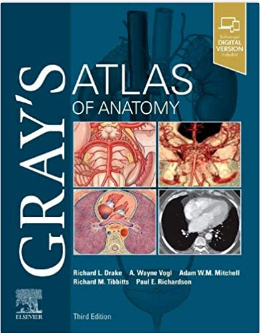 DIGITAL
VERSION
GRAY'S
ATLAS
OF ANATOMY
Richard L. Drake A. Wayne Vogl Adam W.M. Mitchell
Richard M. Tibbitts Paul E. Richardson
ELSEVIER
Third Edition